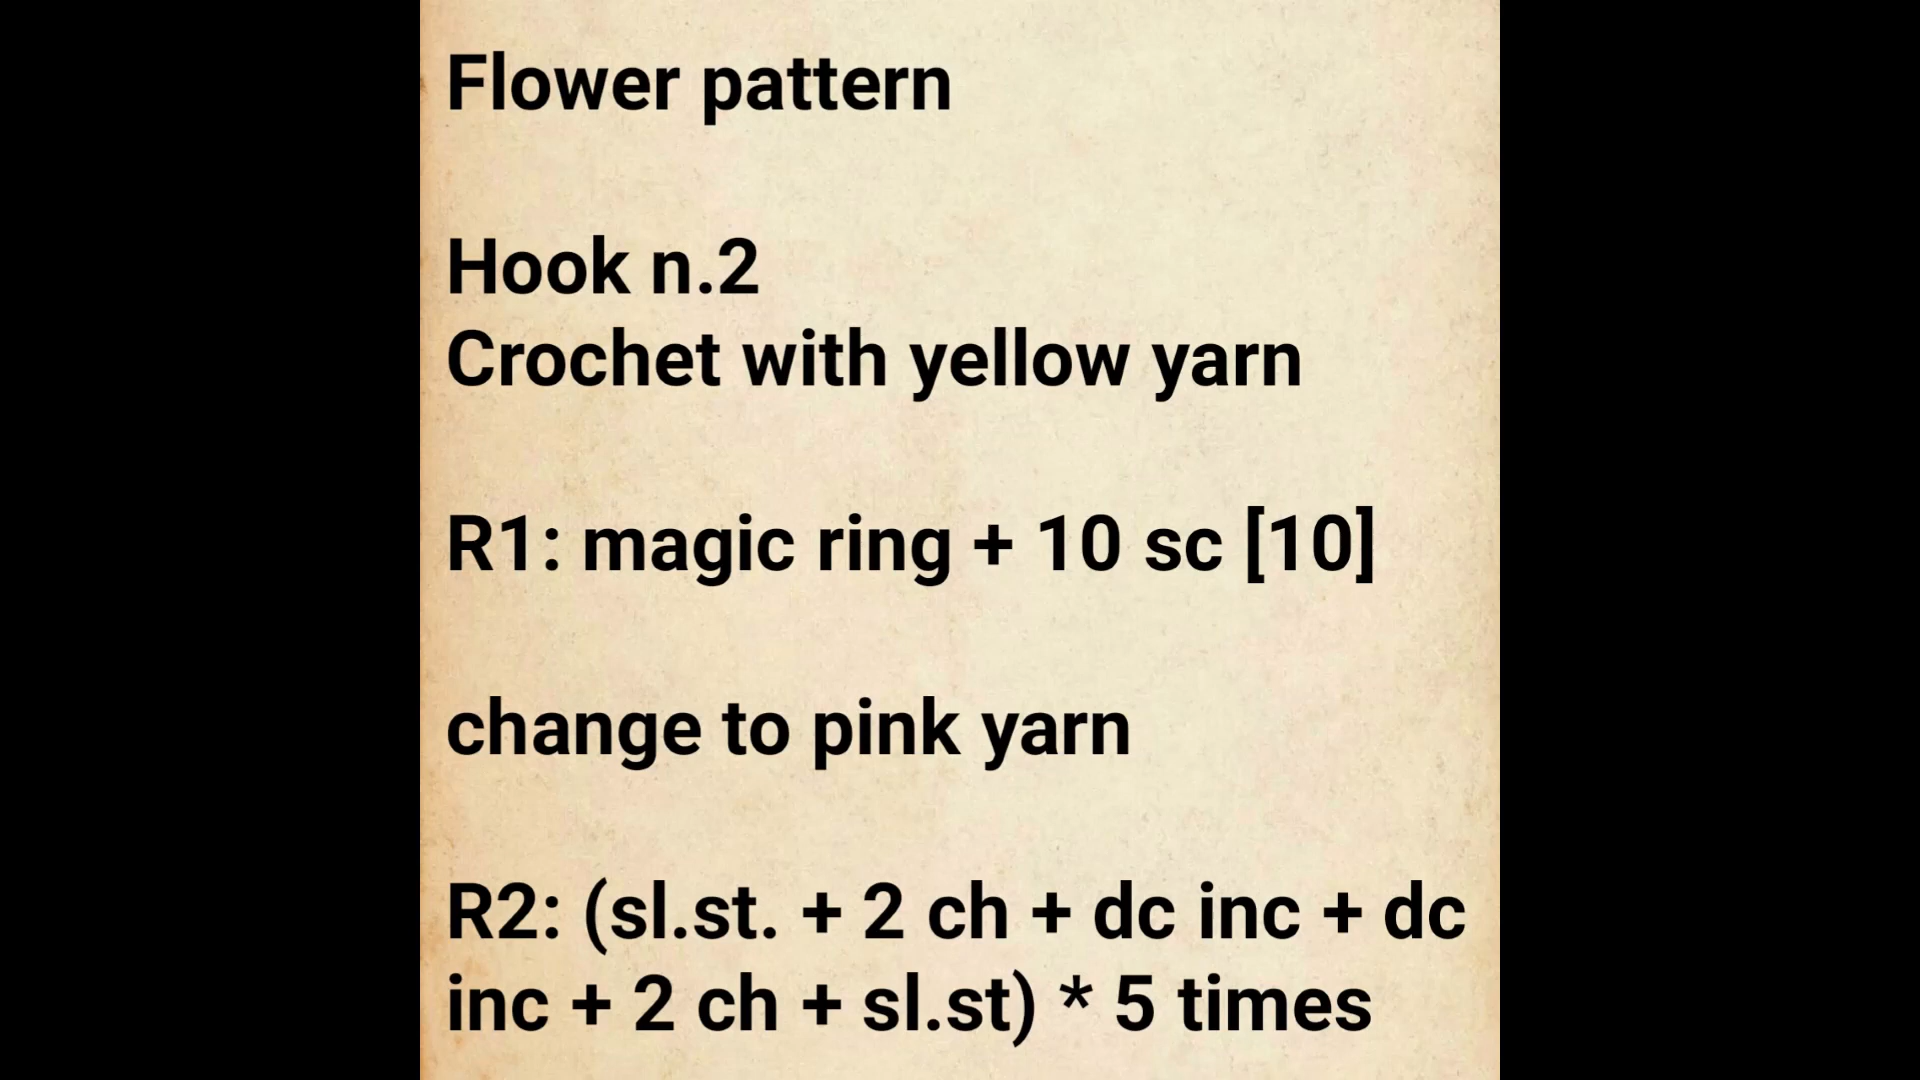 Flower pattern
Hook n.2
Crochet with yellow yarn
R1: magic ring + 10 sc [10]
change to pink yarn
R2: (sl.st. + 2 ch + dc inc + dc
inc + 2 ch + sl.st) * 5 times